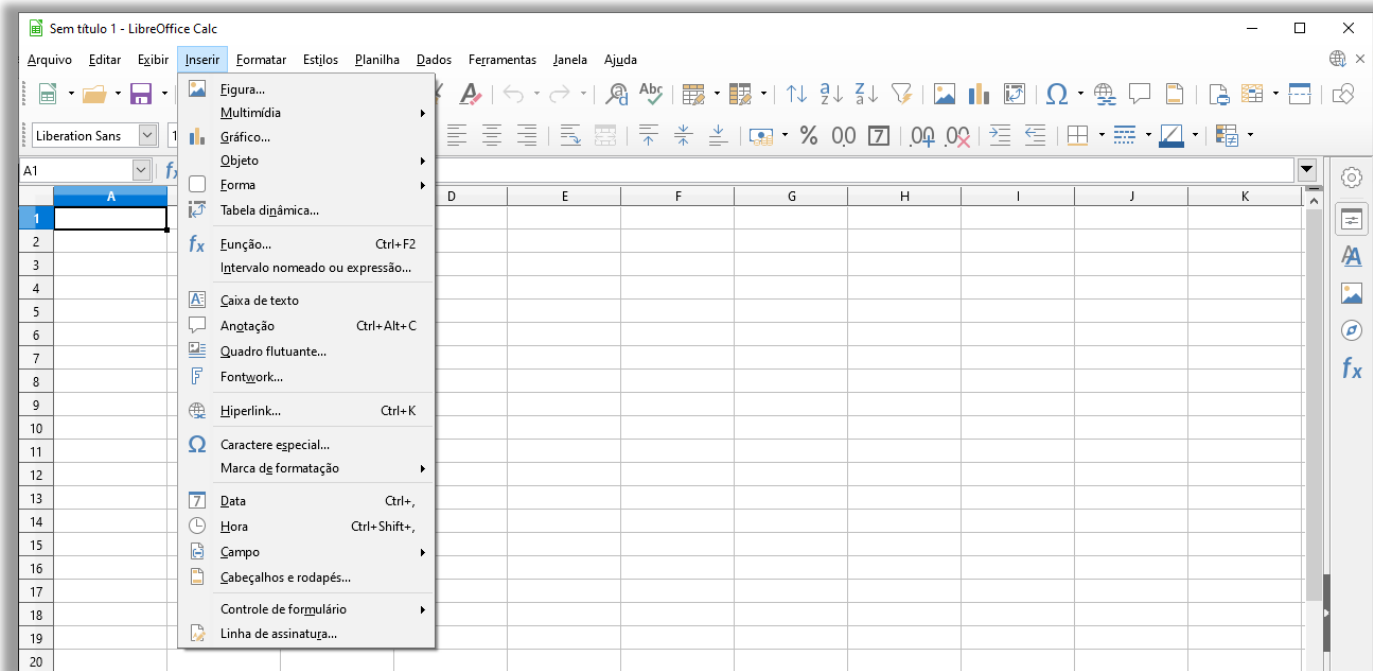 Sem título 1 - LibreOffice Calc
Arquivo Editar Exibir Inserir Formatar Estilos Planilha Dados Ferramentas Janela Ajuda
Liberation Sans
A1
A D E F G H I J K
Figura...
Multimídia
Gráfico...
Objeto
Forma
Tabela dinâmica...
Função... Ctrl+F2
Intervalo nomeado ou expressão...
Caixa de texto
Anotação Ctrl+Alt+C
Quadro flutuante...
Fontwork...
Hiperlink... Ctrl+K
Caractere especial...
Marca de formatação
Data Ctrl+,
Hora Ctrl+Shift+,
Campo
Cabeçalhos e rodapés...
Controle de formulário
Linha de assinatura...
1
2
3
4
5
6
7
8
9
10
11
12
13
14
15
16
17
18
19
20